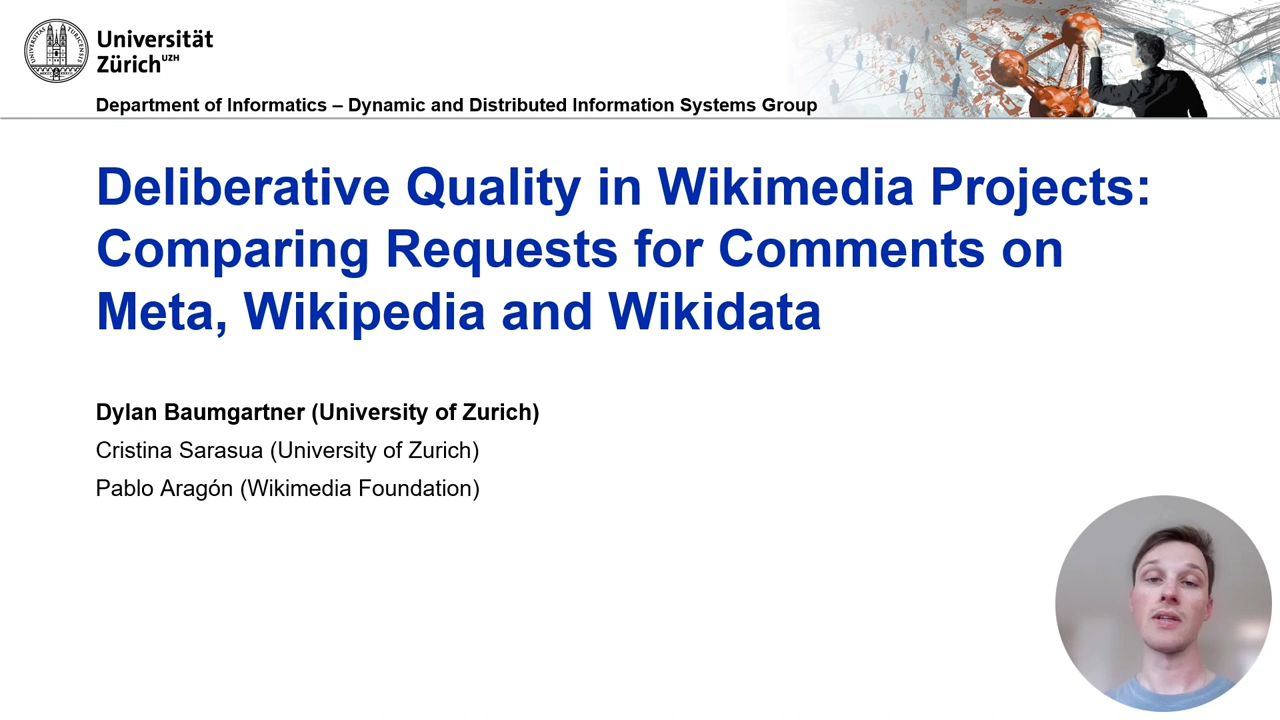 Universität
Zürich UZH
Department of Informatics – Dynamic and Distributed Information Systems Group
Deliberative Quality in Wikimedia Projects:
Comparing Requests for Comments on
Meta, Wikipedia and Wikidata
Dylan Baumgartner (University of Zurich)
Cristina Sarasua (University of Zurich)
Pablo Aragón (Wikimedia Foundation)